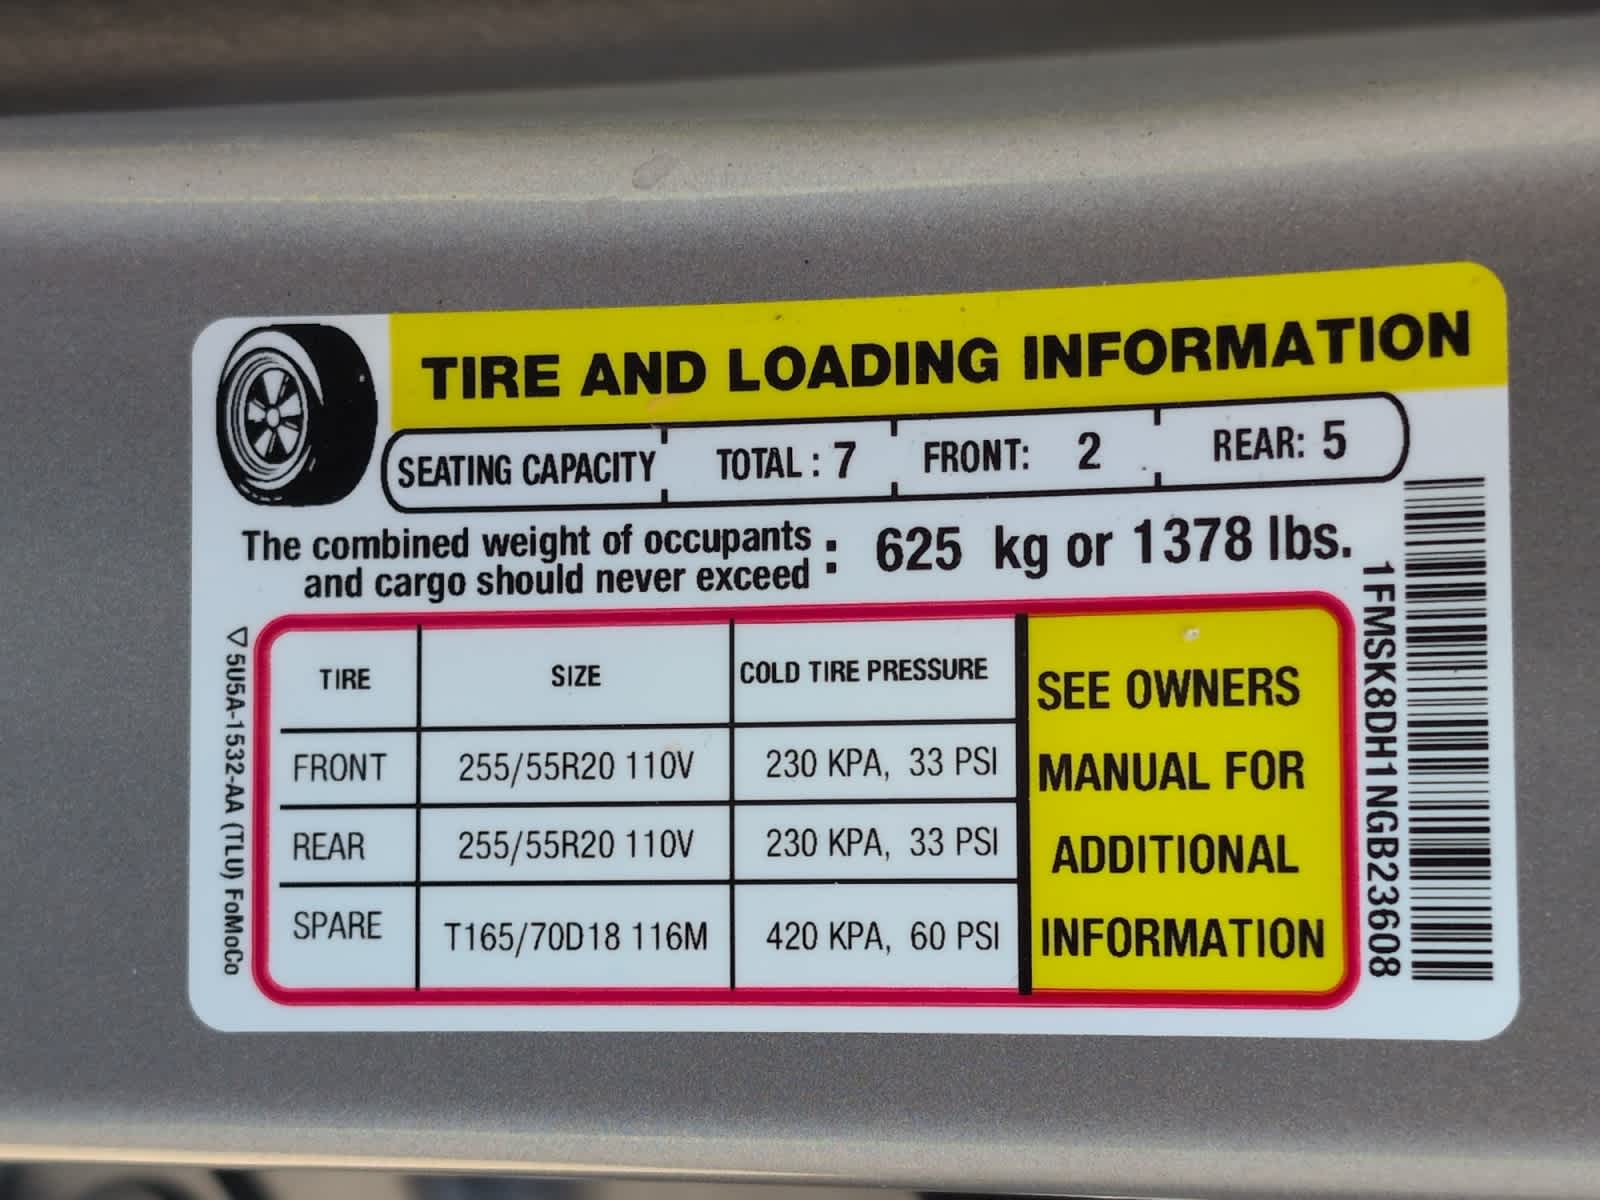 TIRE AND LOADING INFORMATION
SEATING CAPACITY TOTAL : 7 FRONT: 2 REAR: 5
The combined weight of occupants
and cargo should never exceed : 625 kg or 1378 lbs.
TIRE SIZE COLD TIRE PRESSURE
FRONT 255/55R20 110V 230 KPA, 33 PSI
REAR 255/55R20 110V 230 KPA, 33 PSI
SPARE T165/70D18 116M 420 KPA, 60 PSI
SEE OWNERS
MANUAL FOR
ADDITIONAL
INFORMATION
5U5A-1532-AA (TLU) FoMoCo
1FMSK8DH1NGB23608